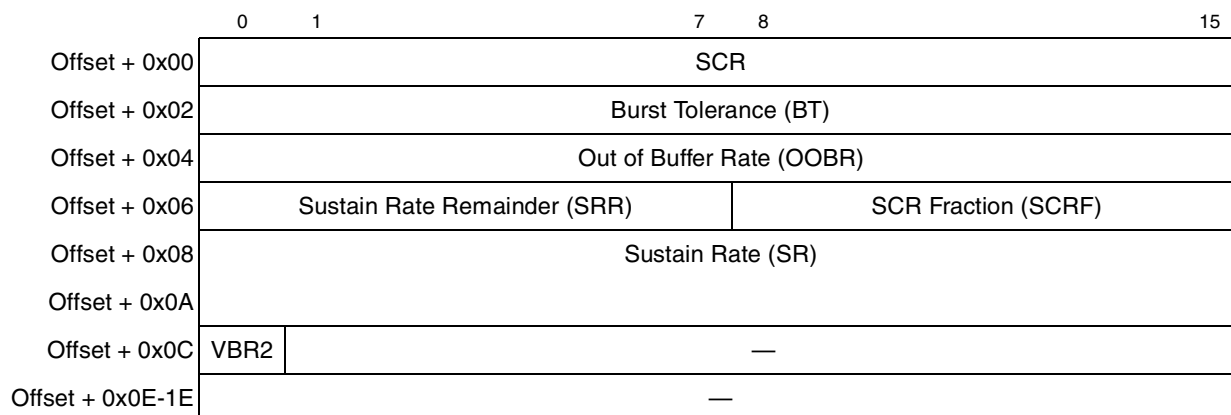 0 1 7 8 15
Offset + 0x00 SCR
Offset + 0x02 Burst Tolerance (BT)
Offset + 0x04 Out of Buffer Rate (OOBR)
Offset + 0x06 Sustain Rate Remainder (SRR) SCR Fraction (SCRF)
Offset + 0x08 Sustain Rate (SR)
Offset + 0x0A
Offset + 0x0C VBR2 —
Offset + 0x0E-1E —